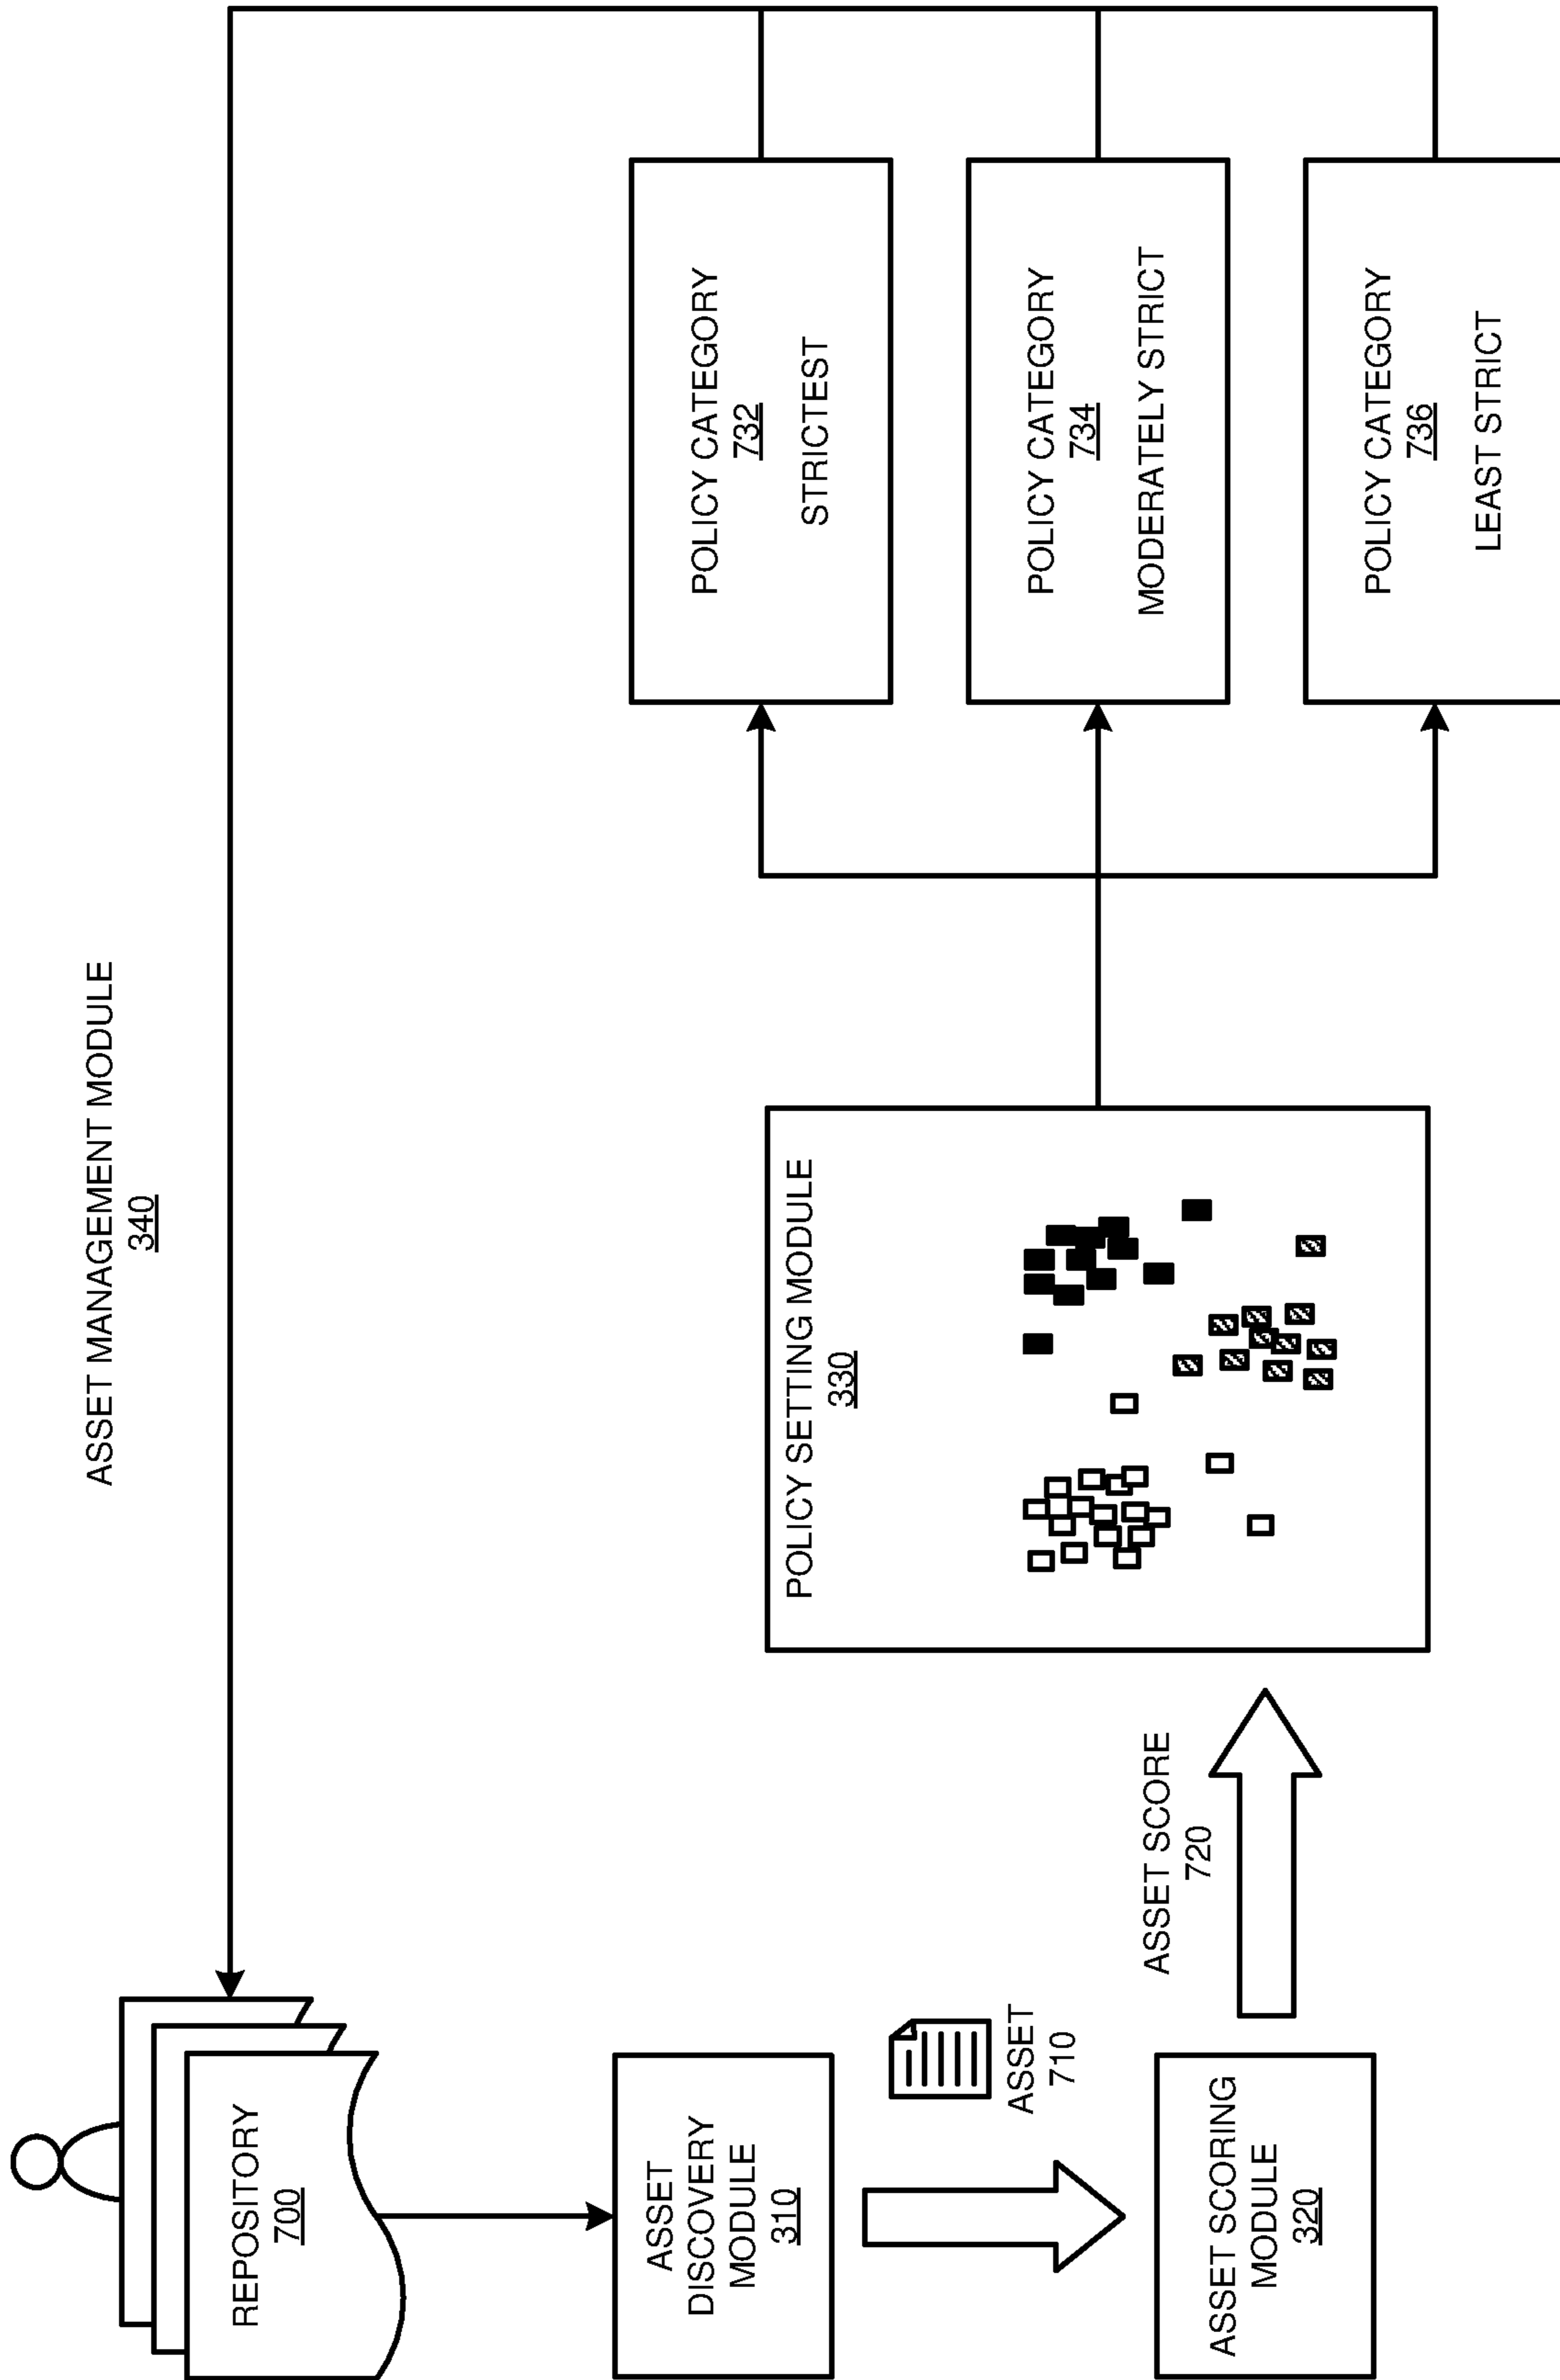 ASSET MANAGEMENT MODULE
340
REPOSITORY
700
ASSET
DISCOVERY
MODULE
310
ASSET
710
ASSET SCORING
MODULE
320
ASSET SCORE
720
POLICY SETTING MODULE
330
POLICY CATEGORY
732
STRICTEST
POLICY CATEGORY
734
MODERATELY STRICT
POLICY CATEGORY
736
LEAST STRICT